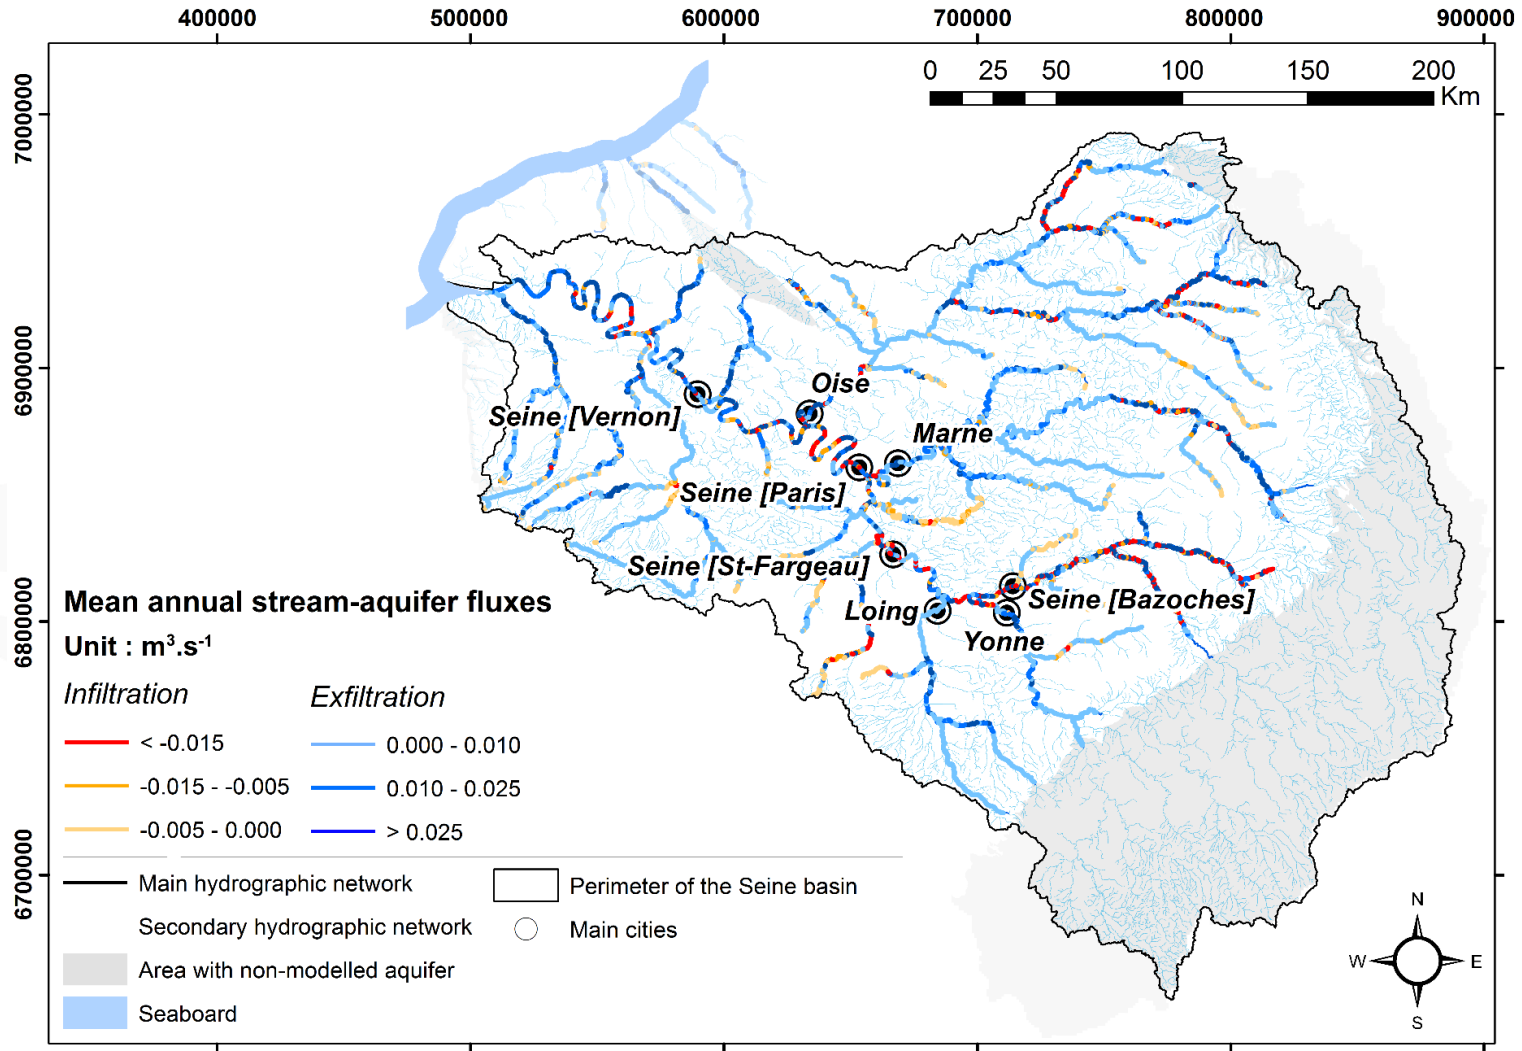 400000 500000 600000 700000 800000 900000
0 25 50 100 150 200
Km
7000000
6900000
6800000
6700000
Oise
Seine [Vernon]
Marne
Seine [Paris]
Seine [St-Fargeau]
Seine [Bazoches]
Loing
Yonne
Mean annual stream-aquifer fluxes
Unit : m³.s⁻¹
Infiltration Exfiltration
< -0.015 0.000 - 0.010
-0.015 - -0.005 0.010 - 0.025
-0.005 - 0.000 > 0.025
Main hydrographic network Perimeter of the Seine basin
Secondary hydrographic network Main cities
Area with non-modelled aquifer
Seaboard
N
W E
S